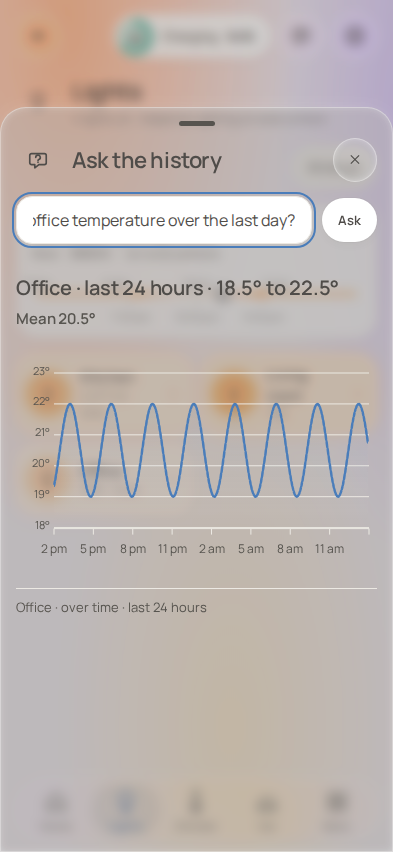 Lights
Ask the history
office temperature over the last day?
Ask
Office · last 24 hours · 18.5° to 22.5°
Mean 20.5°
23°
22°
21°
20°
19°
18°
2 pm 5 pm 8 pm 11 pm 2 am 5 am 8 am 11 am
Office · over time · last 24 hours